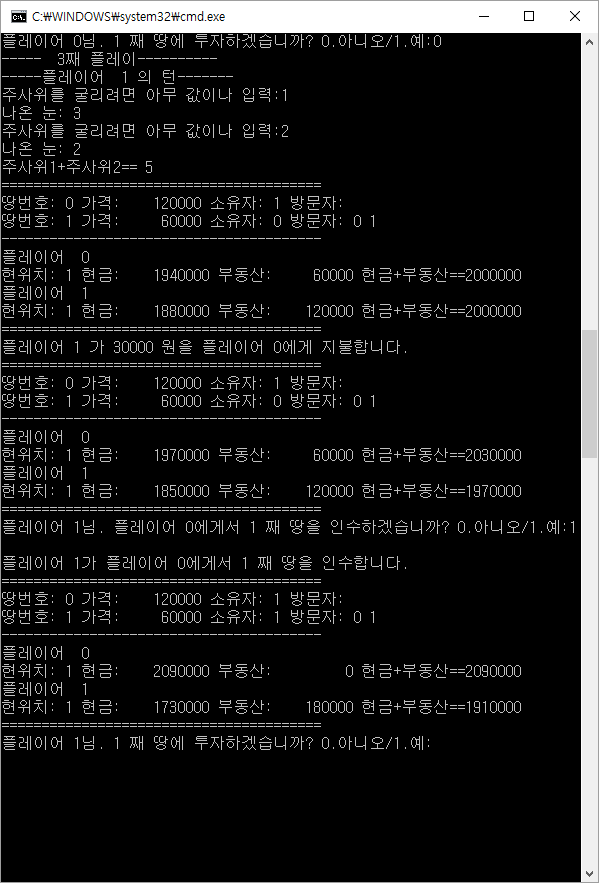 C:\WINDOWS\system32\cmd.exe
플레이어 0님. 1 째 땅에 투자하겠습니까? 0.아니오/1.예:0
-----  3째 플레이----------
-----플레이어  1 의 턴-------
주사위를 굴리려면 아무 값이나 입력:1
나온 눈: 3
주사위를 굴리려면 아무 값이나 입력:2
나온 눈: 2
주사위1+주사위2== 5
========================================
땅번호: 0 가격:    120000 소유자: 1 방문자:
땅번호: 1 가격:     60000 소유자: 0 방문자: 0 1
----------------------------------------
플레이어  0
현위치: 1 현금:    1940000 부동산:     60000 현금+부동산==2000000
플레이어  1
현위치: 1 현금:    1880000 부동산:    120000 현금+부동산==2000000
========================================
플레이어 1 가 30000 원을 플레이어 0에게 지불합니다.
========================================
땅번호: 0 가격:    120000 소유자: 1 방문자:
땅번호: 1 가격:     60000 소유자: 0 방문자: 0 1
----------------------------------------
플레이어  0
현위치: 1 현금:    1970000 부동산:     60000 현금+부동산==2030000
플레이어  1
현위치: 1 현금:    1850000 부동산:    120000 현금+부동산==1970000
========================================
플레이어 1님. 플레이어 0에게서 1 째 땅을 인수하겠습니까? 0.아니오/1.예:1
플레이어 1가 플레이어 0에게서 1 째 땅을 인수합니다.
========================================
땅번호: 0 가격:    120000 소유자: 1 방문자:
땅번호: 1 가격:     60000 소유자: 1 방문자: 0 1
----------------------------------------
플레이어  0
현위치: 1 현금:    2090000 부동산:         0 현금+부동산==2090000
플레이어  1
현위치: 1 현금:    1730000 부동산:    180000 현금+부동산==1910000
========================================
플레이어 1님. 1 째 땅에 투자하겠습니까? 0.아니오/1.예: